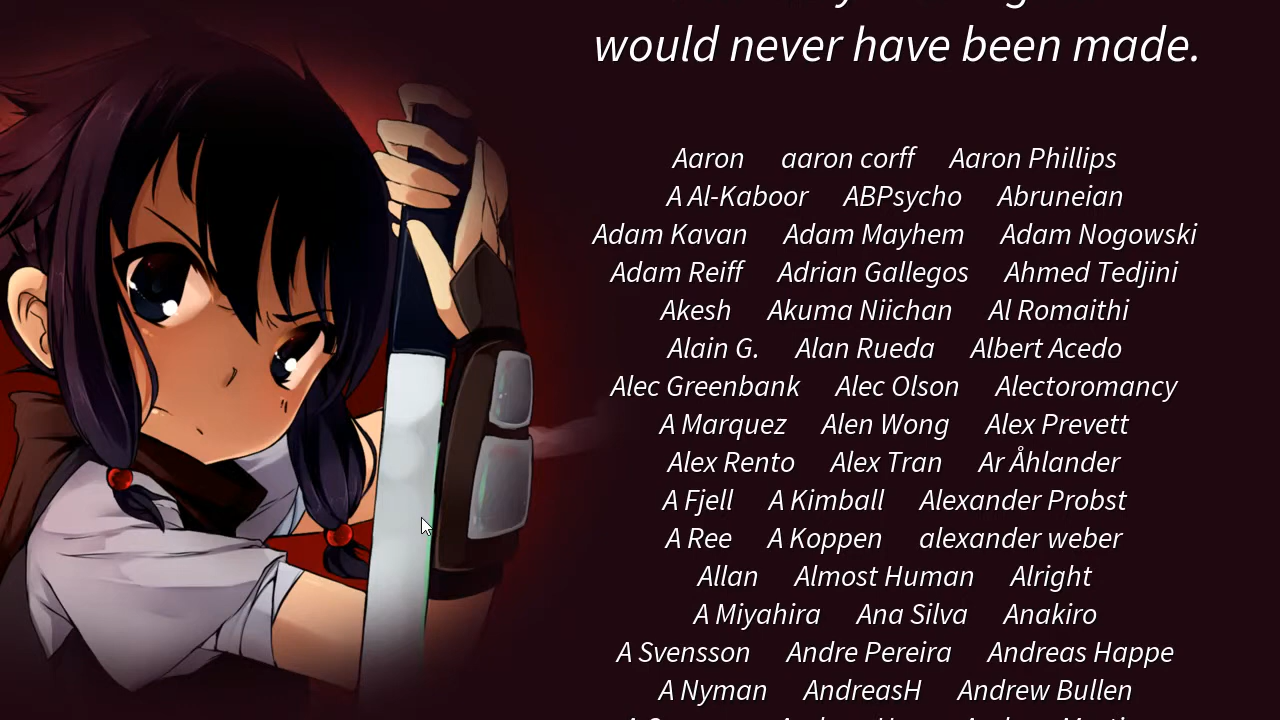 would never have been made.
Aaron aaron corff Aaron Phillips
A Al-Kaboor ABPsycho Abruneian
Adam Kavan Adam Mayhem Adam Nogowski
Adam Reiff Adrian Gallegos Ahmed Tedjini
Akesh Akuma Niichan Al Romaithi
Alain G. Alan Rueda Albert Acedo
Alec Greenbank Alec Olson Alectoromancy
A Marquez Alen Wong Alex Prevett
Alex Rento Alex Tran Ar Åhlander
A Fjell A Kimball Alexander Probst
A Ree A Koppen alexander weber
Allan Almost Human Alright
A Miyahira Ana Silva Anakiro
A Svensson Andre Pereira Andreas Happe
A Nyman AndreasH Andrew Bullen